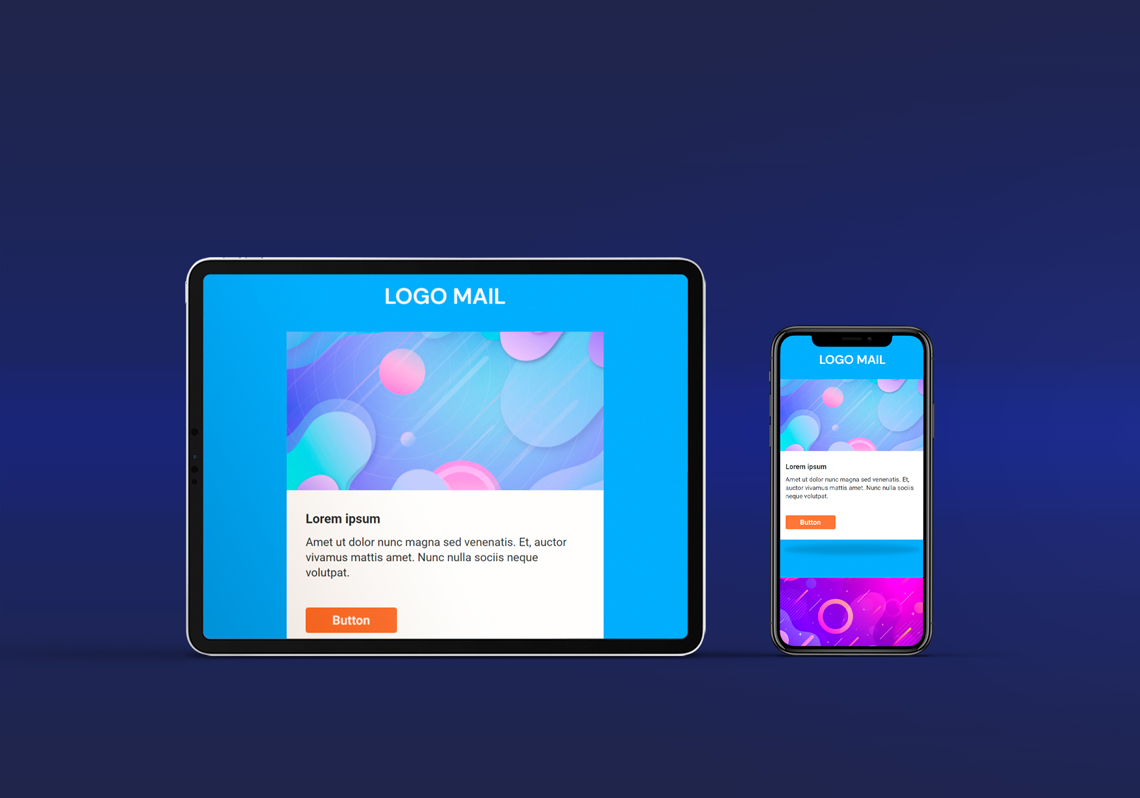 LOGO MAIL
Lorem ipsum
Amet ut dolor nunc magna sed venenatis. Et, auctor
vivamus mattis amet. Nunc nulla sociis neque
volutpat.
Button
LOGO MAIL
Lorem ipsum
Amet ut dolor nunc magna sed venenatis. Et,
auctor vivamus mattis amet. Nunc nulla sociis
neque volutpat.
Button